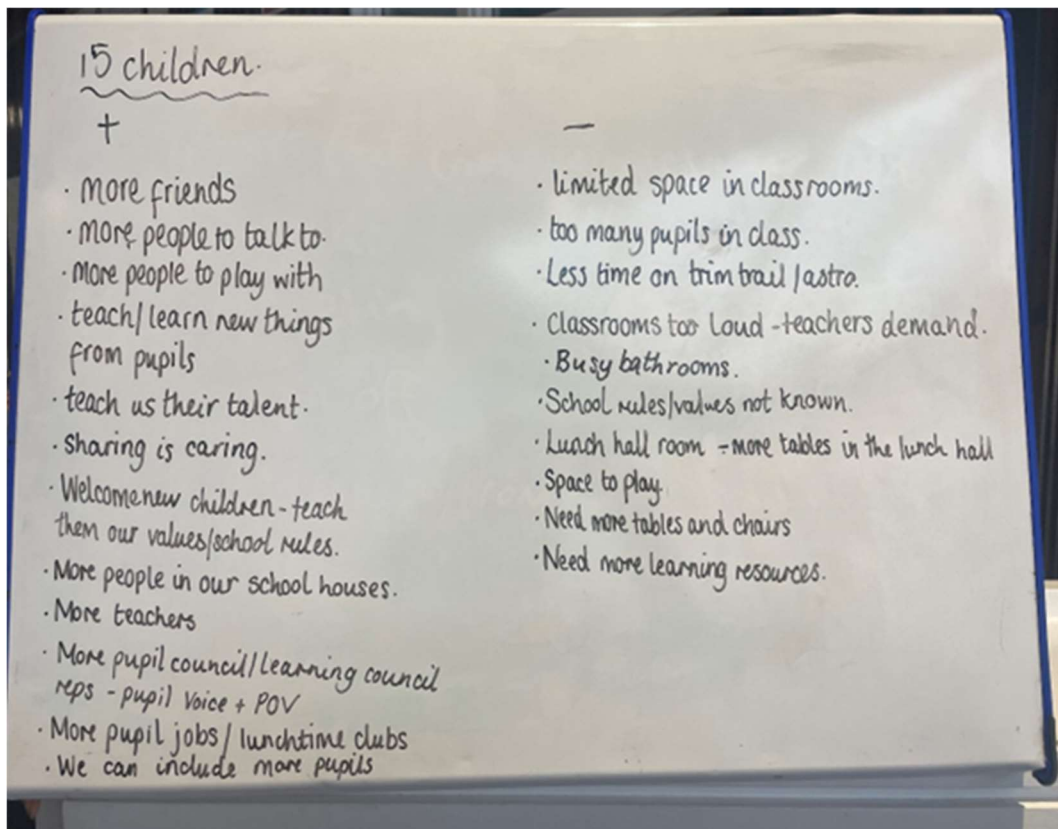 15 children.
+
· more friends
· more people to talk to.
· more people to play with
· teach/learn new things
from pupils
· teach us their talent.
· Sharing is caring.
· Welcome new children - teach
them our values/school rules.
· More people in our school houses.
· More teachers
· More pupil council/learning council
reps - pupil Voice + POV
· More pupil jobs/lunchtime clubs
· We can include more pupils
—
· limited space in classrooms.
· too many pupils in class.
· Less time on trim trail/astro.
· Classrooms too Loud - teachers demand.
· Busy bathrooms.
· School rules/values not known.
· Lunch hall room - more tables in the lunch hall
· Space to play.
· Need more tables and chairs
· Need more learning resources.